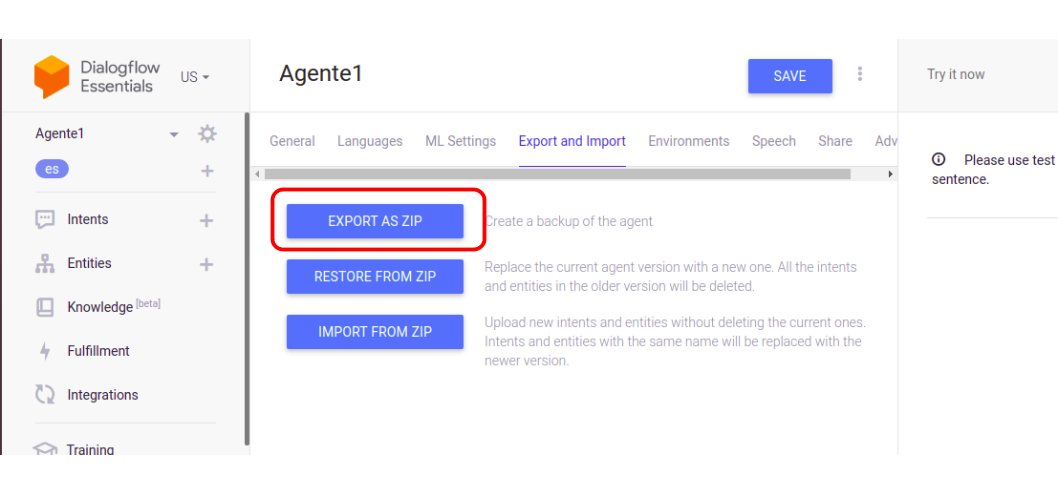 Dialogflow
Essentials
US
Agente1
SAVE
Try it now
Agente1
es
Intents
Entities
Knowledge [beta]
Fulfillment
Integrations
Training
General Languages ML Settings Export and Import Environments Speech Share Adv
EXPORT AS ZIP
Create a backup of the agent
RESTORE FROM ZIP
Replace the current agent version with a new one. All the intents
and entities in the older version will be deleted.
IMPORT FROM ZIP
Upload new intents and entities without deleting the current ones.
Intents and entities with the same name will be replaced with the
newer version.
Please use test
sentence.